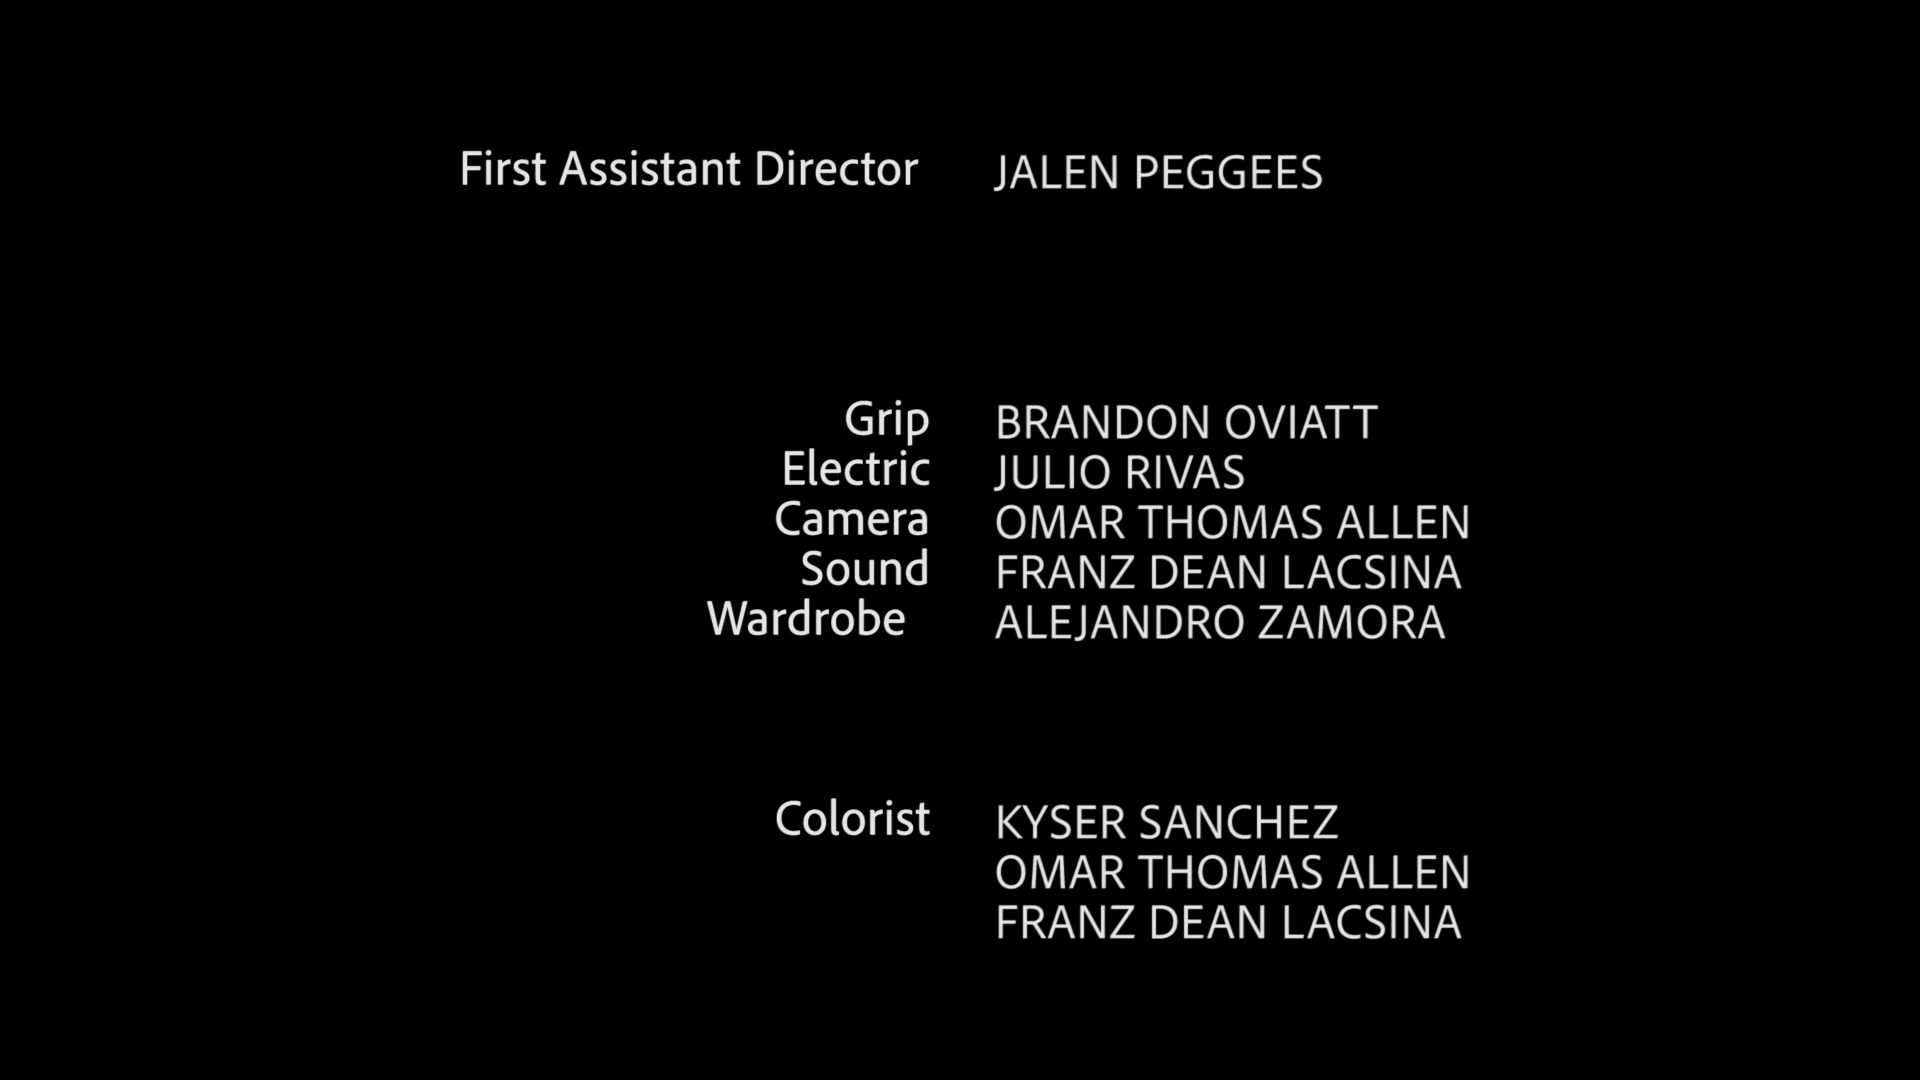 First Assistant Director JALEN PEGGEES
Grip BRANDON OVIATT
Electric JULIO RIVAS
Camera OMAR THOMAS ALLEN
Sound FRANZ DEAN LACSINA
Wardrobe ALEJANDRO ZAMORA
Colorist KYSER SANCHEZ
OMAR THOMAS ALLEN
FRANZ DEAN LACSINA